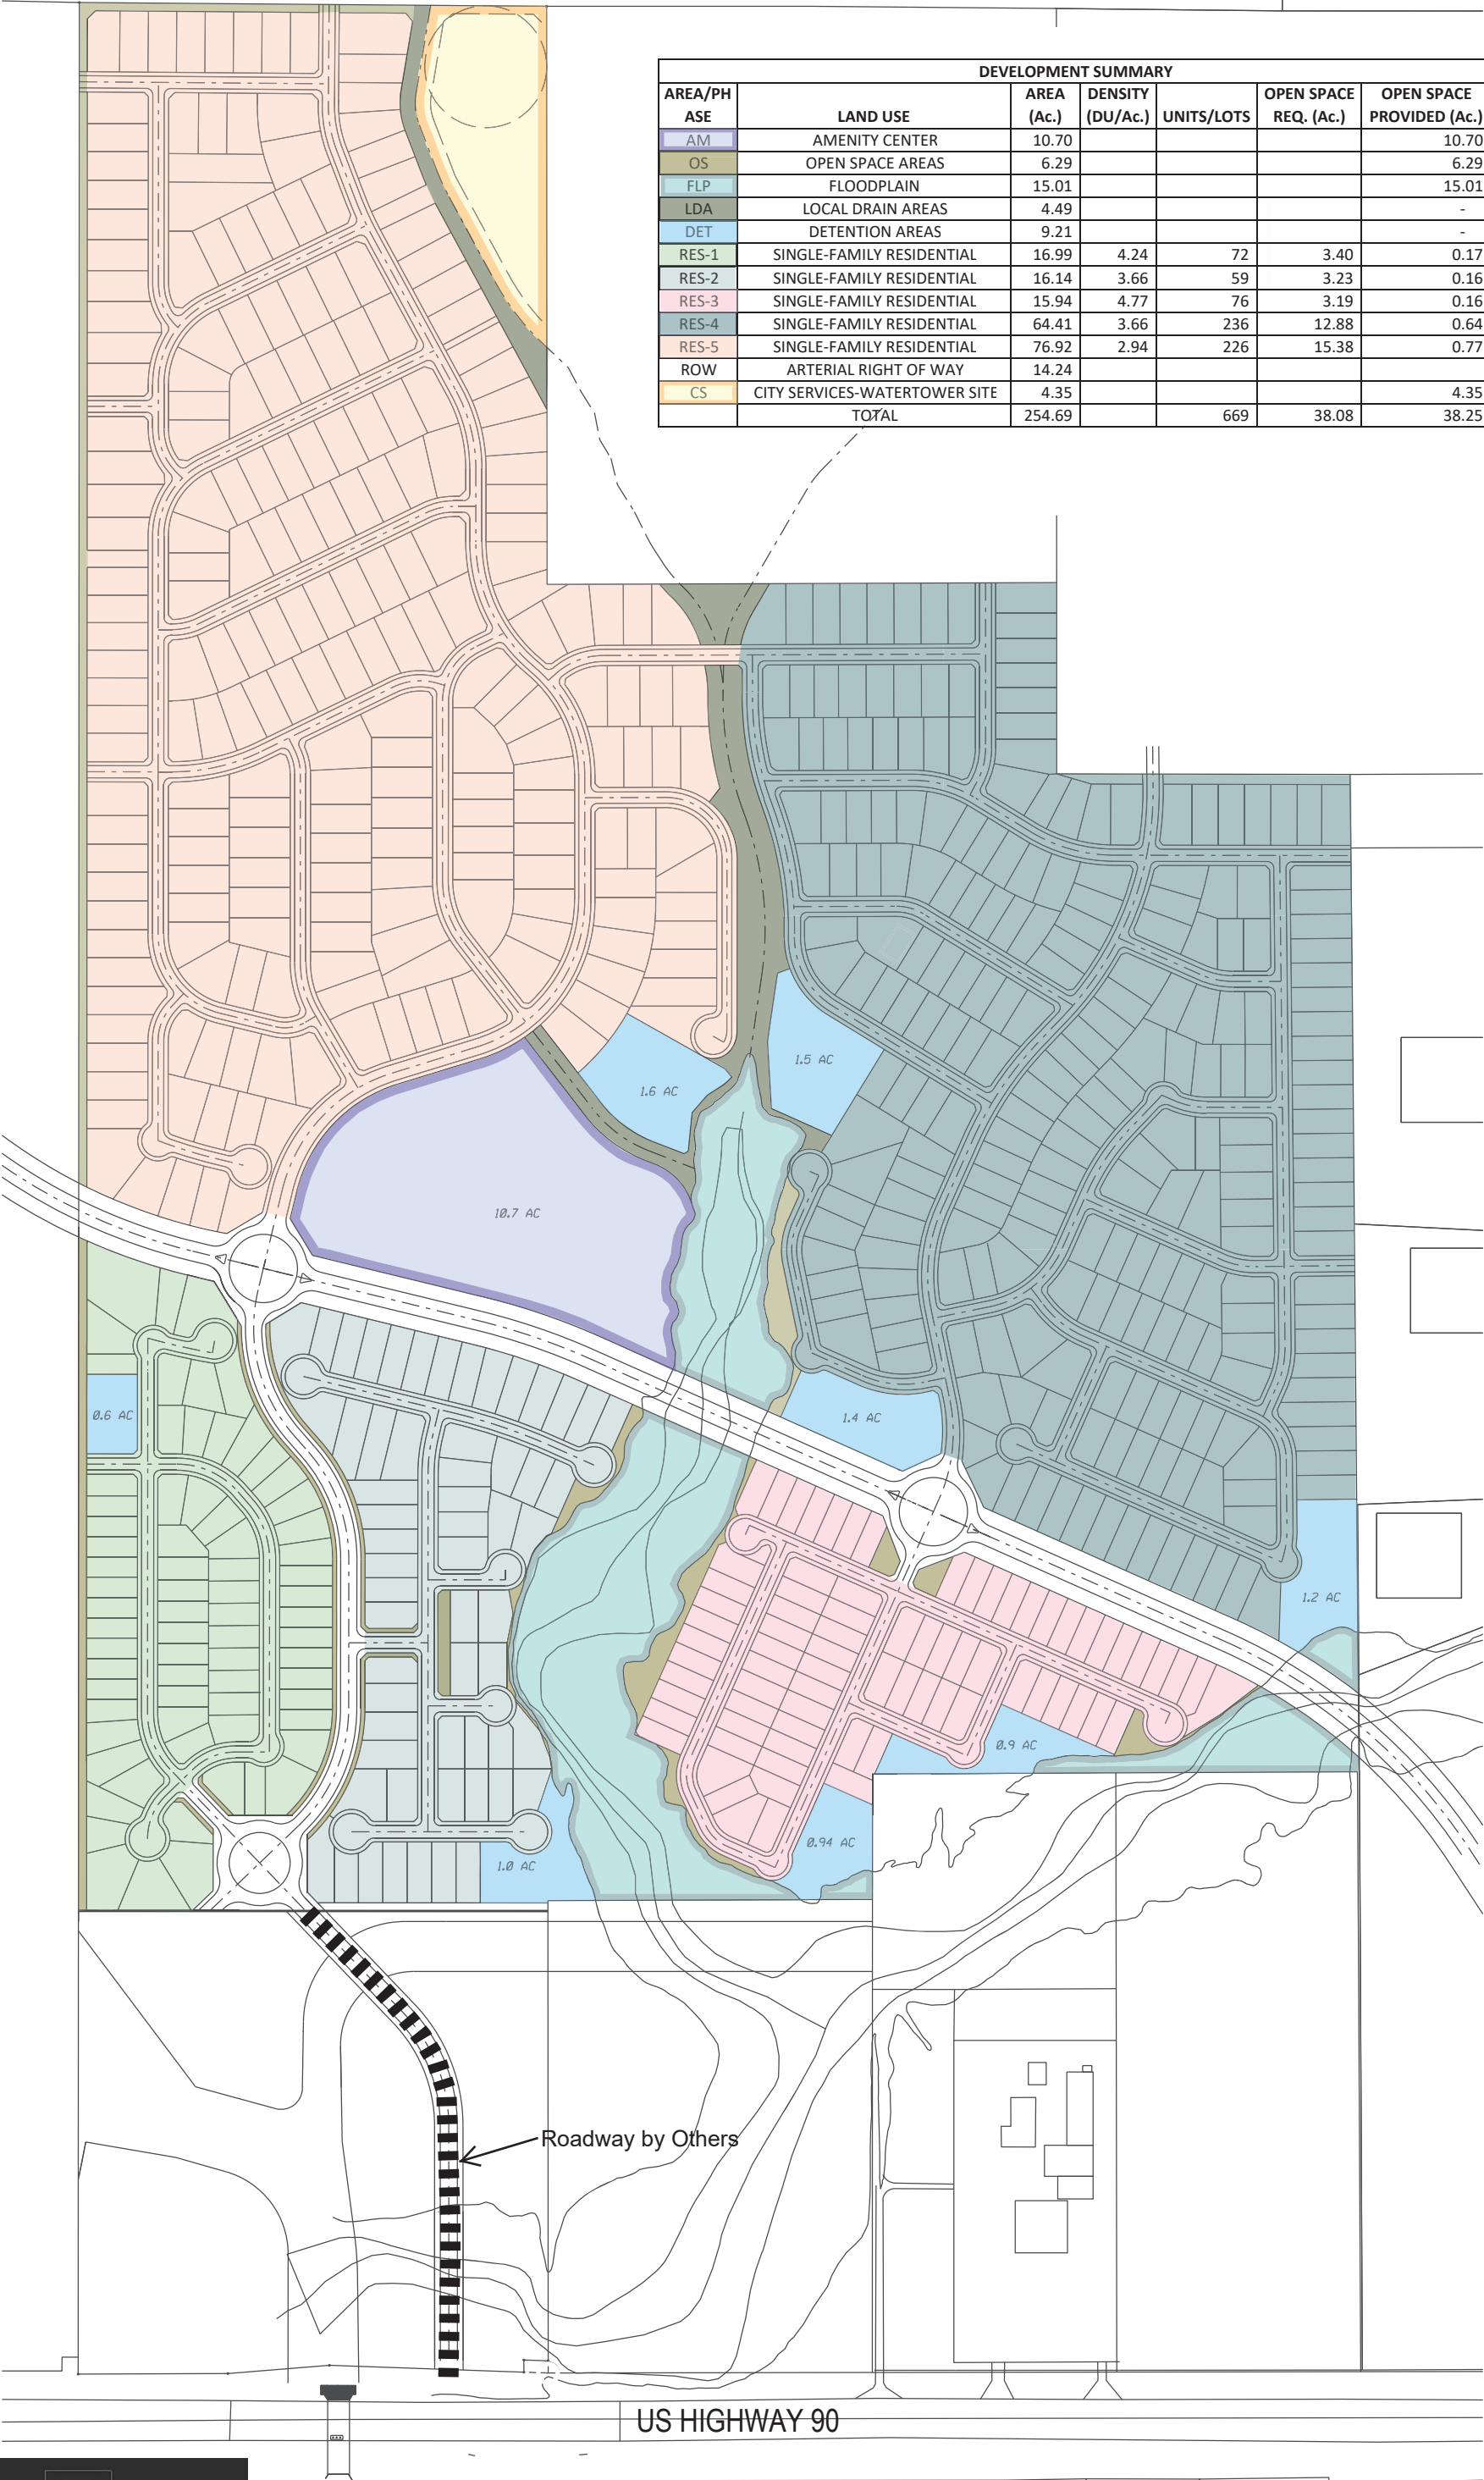 DEVELOPMENT SUMMARY
AREA/PH ASE LAND USE AREA (Ac.) DENSITY (DU/Ac.) UNITS/LOTS OPEN SPACE REQ. (Ac.) OPEN SPACE PROVIDED (Ac.)
AM AMENITY CENTER 10.70 10.70
OS OPEN SPACE AREAS 6.29 6.29
FLP FLOODPLAIN 15.01 15.01
LDA LOCAL DRAIN AREAS 4.49 -
DET DETENTION AREAS 9.21 -
RES-1 SINGLE-FAMILY RESIDENTIAL 16.99 4.24 72 3.40 0.17
RES-2 SINGLE-FAMILY RESIDENTIAL 16.14 3.66 59 3.23 0.16
RES-3 SINGLE-FAMILY RESIDENTIAL 15.94 4.77 76 3.19 0.16
RES-4 SINGLE-FAMILY RESIDENTIAL 64.41 3.66 236 12.88 0.64
RES-5 SINGLE-FAMILY RESIDENTIAL 76.92 2.94 226 15.38 0.77
ROW ARTERIAL RIGHT OF WAY 14.24
CS CITY SERVICES-WATERTOWER SITE 4.35 4.35
TOTAL 254.69 669 38.08 38.25
1.5 AC
1.6 AC
10.7 AC
0.6 AC
1.4 AC
1.2 AC
0.9 AC
0.94 AC
1.0 AC
Roadway by Others
US HIGHWAY 90